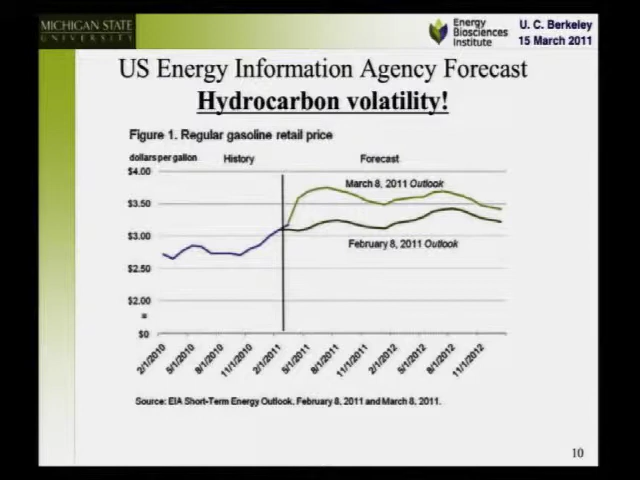 MICHIGAN STATE
UNIVERSITY
Energy
Biosciences
Institute
U. C. Berkeley
15 March 2011
US Energy Information Agency Forecast
Hydrocarbon volatility!
Figure 1. Regular gasoline retail price
dollars per gallon History Forecast
$4.00
March 8, 2011 Outlook
$3.50
$3.00
February 8, 2011 Outlook
$2.50
$2.00
$0
2/1/2010 5/1/2010 8/1/2010 11/1/2010 2/1/2011 5/1/2011 8/1/2011 11/1/2011 2/1/2012 5/1/2012 8/1/2012 11/1/2012
Source: EIA Short-Term Energy Outlook, February 8, 2011 and March 8, 2011.
10